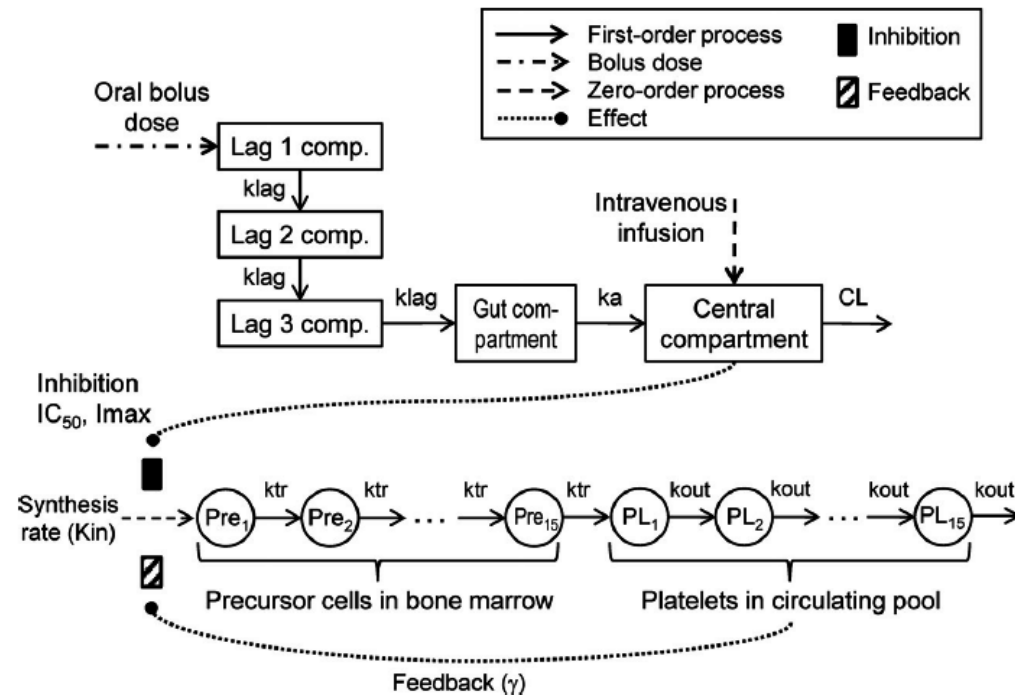 First-order process
Bolus dose
Zero-order process
Effect
Inhibition
Feedback
Oral bolus
dose
Lag 1 comp.
klag
Lag 2 comp.
klag
Lag 3 comp.
klag
Gut com-
partment
ka
Intravenous
infusion
Central
compartment
CL
Inhibition
IC50, Imax
Synthesis
rate (Kin)
Pre1
ktr
Pre2
ktr
...
ktr
Pre15
ktr
PL1
kout
PL2
kout
...
kout
PL15
kout
Precursor cells in bone marrow
Platelets in circulating pool
Feedback (γ)